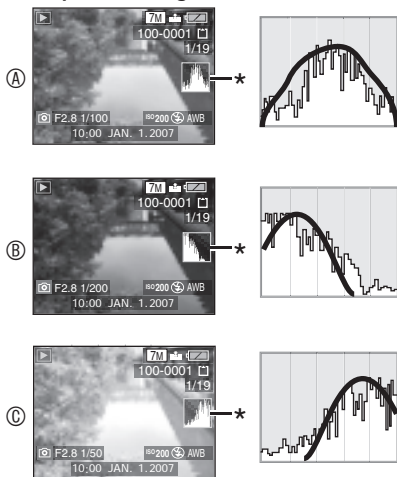 Ⓐ
7M
100-0001
1/19
*
F2.8 1/100 ISO200 AWB
10:00 JAN. 1.2007
Ⓑ
7M
100-0001
1/19
*
F2.8 1/200 ISO200 AWB
10:00 JAN. 1.2007
Ⓒ
7M
100-0001
1/19
*
F2.8 1/50 ISO200 AWB
10:00 JAN. 1.2007